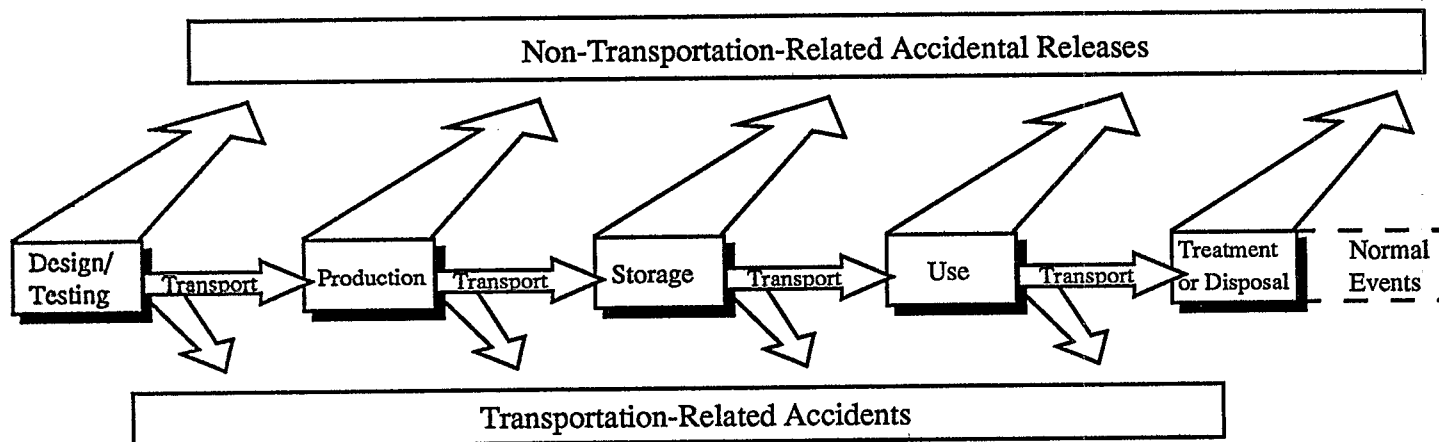 Non-Transportation-Related Accidental Releases
Design/
Testing
Transport
Production
Transport
Storage
Transport
Use
Transport
Treatment
or Disposal
Normal
Events
Transportation-Related Accidents